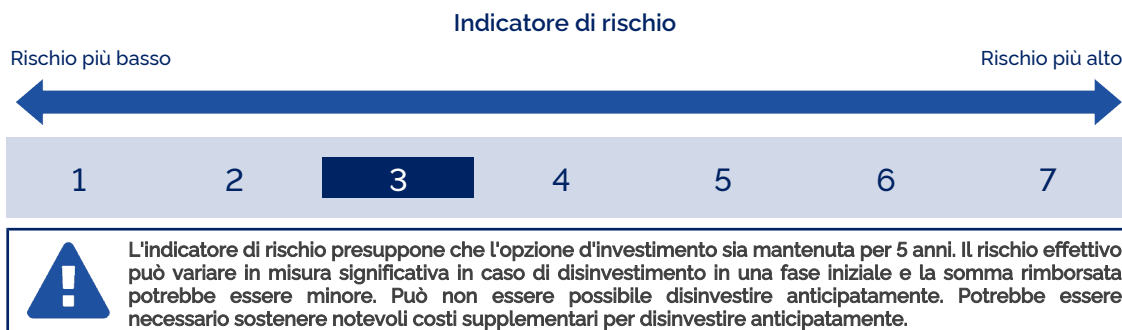 Indicatore di rischio
Rischio più basso
Rischio più alto
1 2 3 4 5 6 7
L'indicatore di rischio presuppone che l'opzione d'investimento sia mantenuta per 5 anni. Il rischio effettivo
può variare in misura significativa in caso di disinvestimento in una fase iniziale e la somma rimborsata
potrebbe essere minore. Può non essere possibile disinvestire anticipatamente. Potrebbe essere
necessario sostenere notevoli costi supplementari per disinvestire anticipatamente.